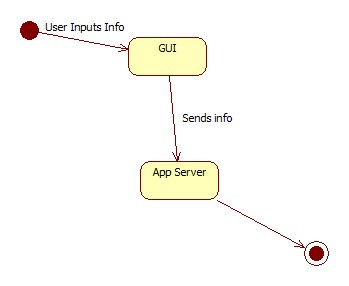 User Inputs Info
GUI
Sends info
App Server